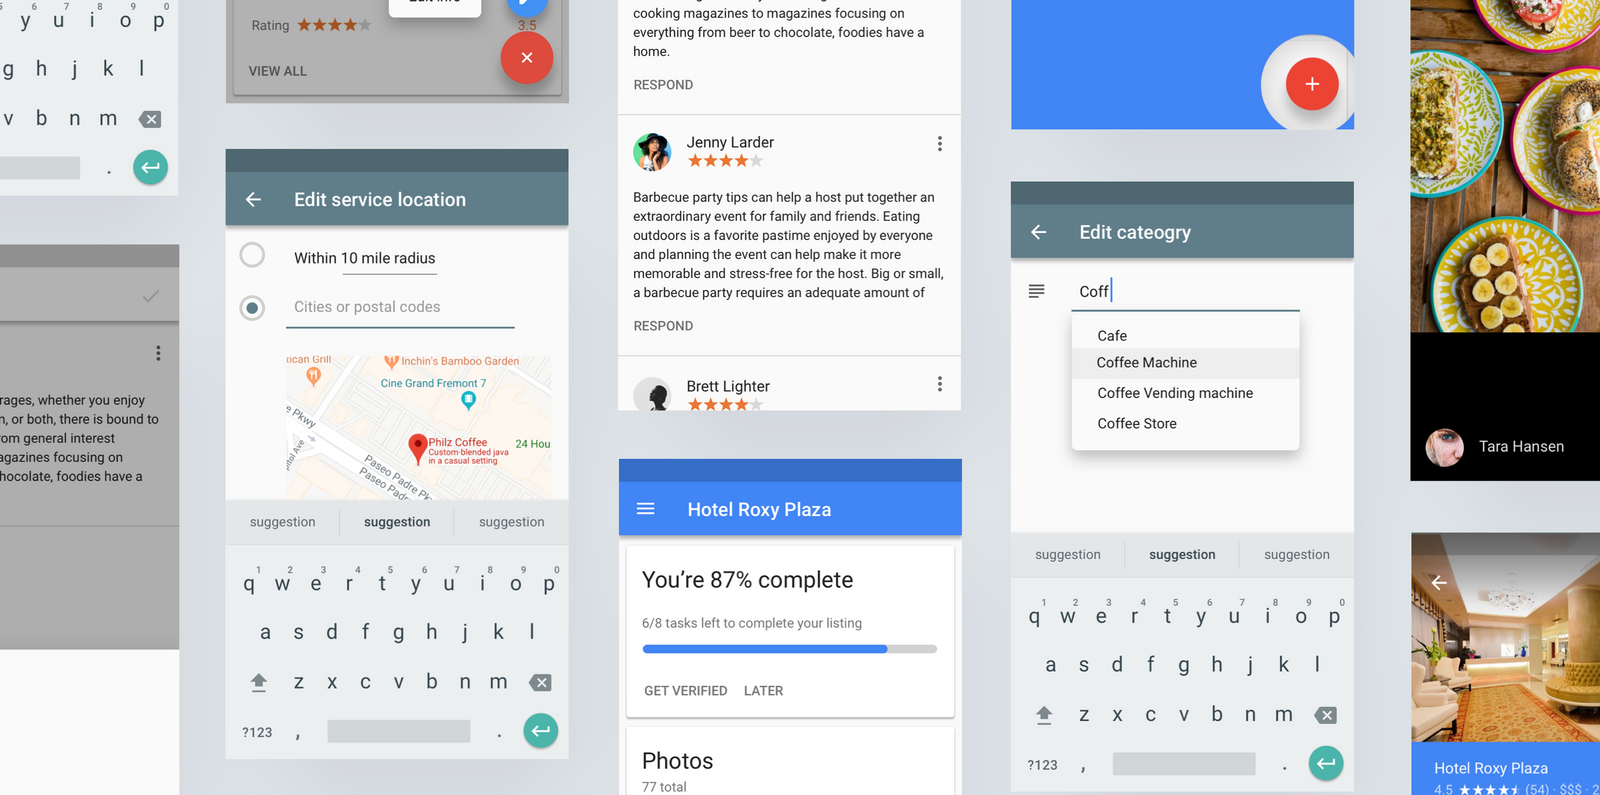 5 6 7 8 9 0
y u i o p
g h j k l
v b n m
.
rages, whether you enjoy
n, or both, there is bound to
rom general interest
agazines focusing on
hocolate, foodies have a
Edit Info
Rating
3.5
VIEW ALL
Edit service location
Within 10 mile radius
Cities or postal codes
xican Grill
Inchin's Bamboo Garden
Cine Grand Fremont 7
e Pkwy
Philz Coffee
Custom-blended java
in a casual setting
24 Hou
itol Ave
Paseo Padre Pkwy
Paseo Padre
suggestion suggestion suggestion
1 2 3 4 5 6 7 8 9 0
q w e r t y u i o p
a s d f g h j k l
z x c v b n m
?123 , .
cooking magazines to magazines focusing on
everything from beer to chocolate, foodies have a
home.
RESPOND
Jenny Larder
Barbecue party tips can help a host put together an
extraordinary event for family and friends. Eating
outdoors is a favorite pastime enjoyed by everyone
and planning the event can help make it more
memorable and stress-free for the host. Big or small,
a barbecue party requires an adequate amount of
RESPOND
Brett Lighter
Hotel Roxy Plaza
You’re 87% complete
6/8 tasks left to complete your listing
GET VERIFIED LATER
Photos
77 total
Edit cateogry
Coff
Cafe
Coffee Machine
Coffee Vending machine
Coffee Store
suggestion suggestion suggestion
1 2 3 4 5 6 7 8 9 0
q w e r t y u i o p
a s d f g h j k l
z x c v b n m
?123 , .
Tara Hansen
Hotel Roxy Plaza
4.5 (54) · $$$ · 2